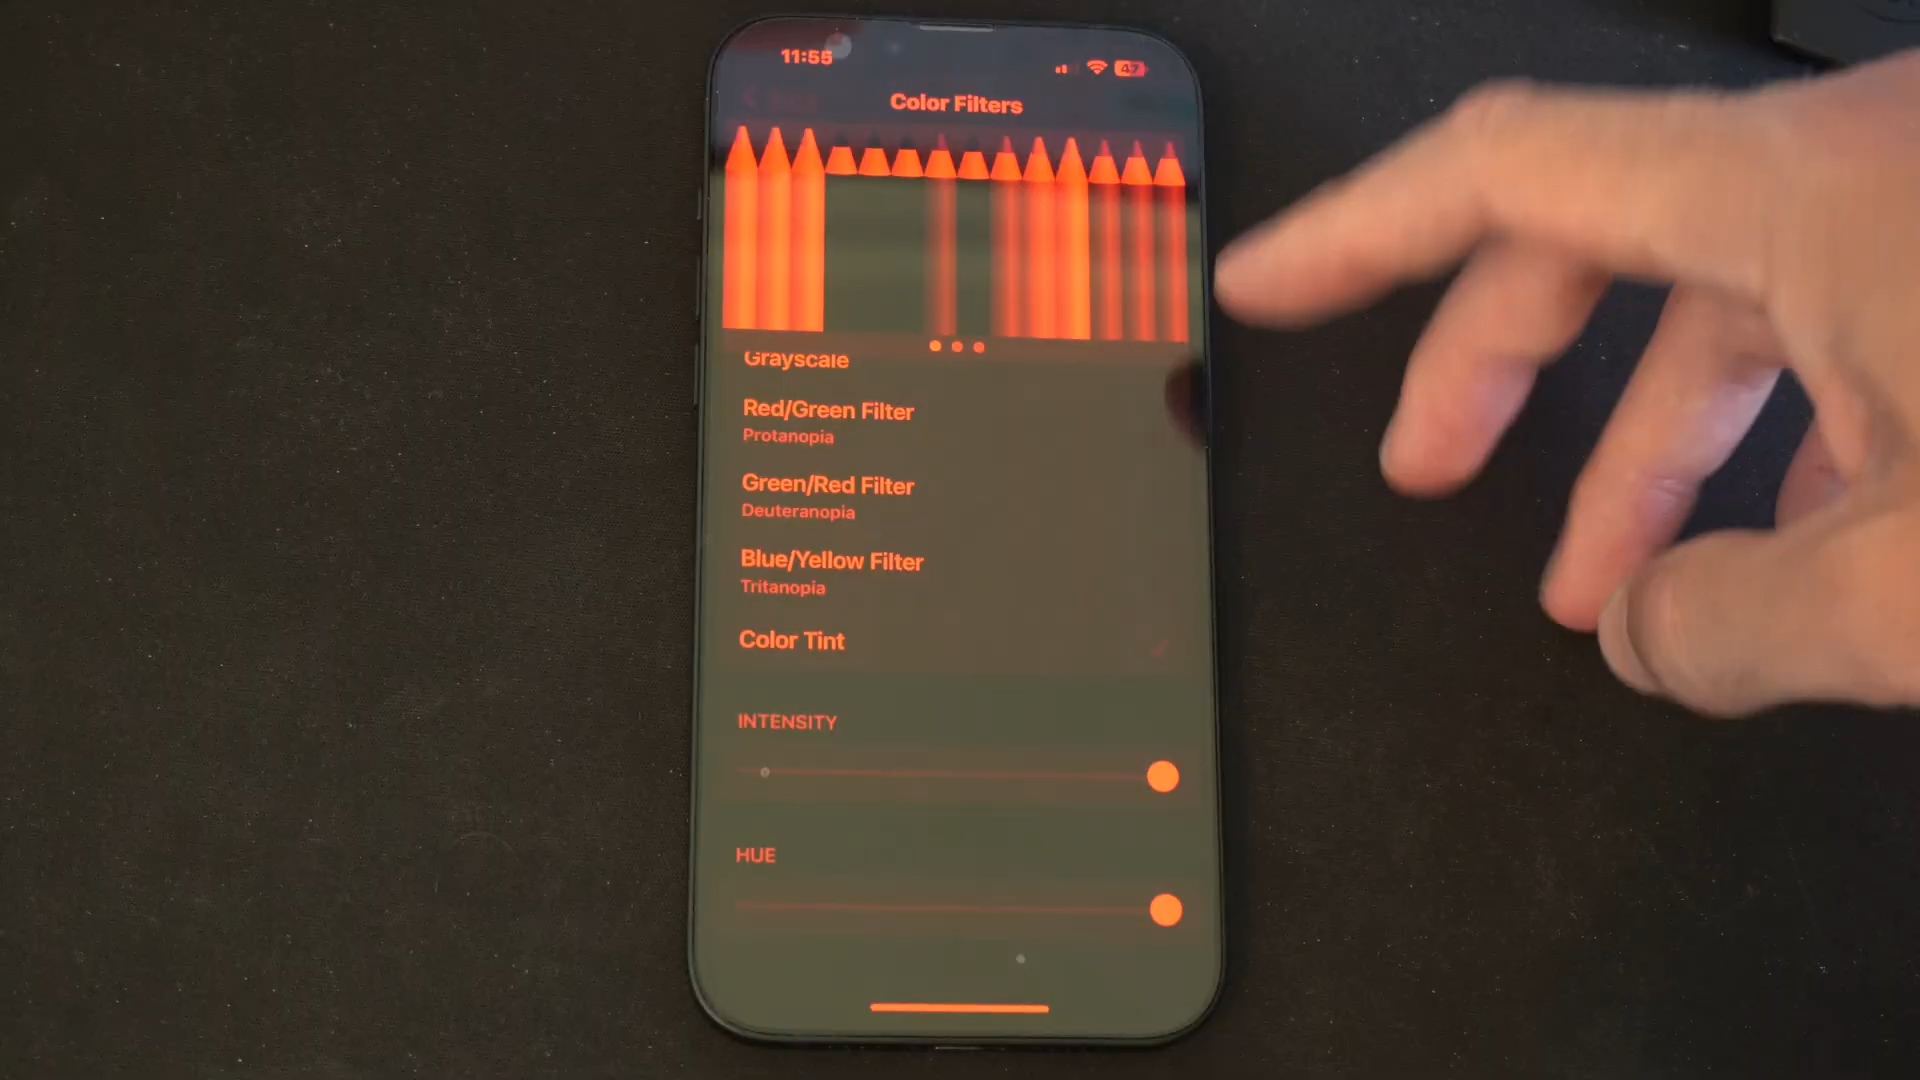 11:55
47
Color Filters
Grayscale
Red/Green Filter
Protanopia
Green/Red Filter
Deuteranopia
Blue/Yellow Filter
Tritanopia
Color Tint
INTENSITY
HUE